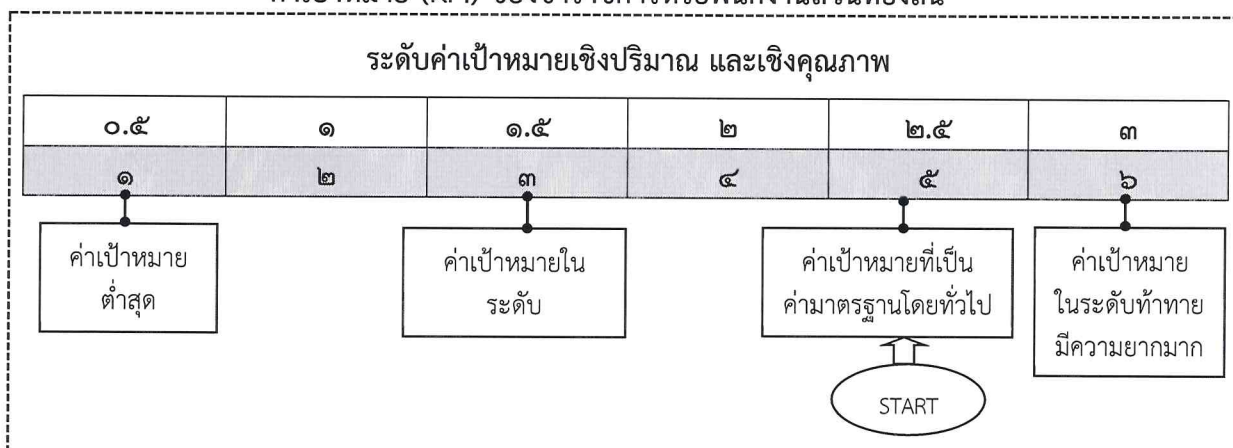 ระดับค่าเป้าหมายเชิงปริมาณ และเชิงคุณภาพ
๐.๕ ๑ ๑.๕ ๒ ๒.๕ ๓
๑ ๒ ๓ ๔ ๕ ๖
ค่าเป้าหมาย
ต่ำสุด
ค่าเป้าหมายใน
ระดับ
ค่าเป้าหมายที่เป็น
ค่ามาตรฐานโดยทั่วไป
ค่าเป้าหมาย
ในระดับท้าทาย
มีความยากมาก
START